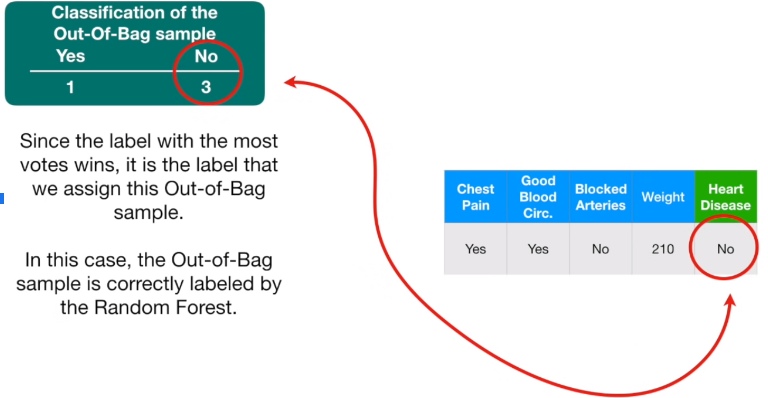 Classification of the
Out-Of-Bag sample
Yes No
1 3
Since the label with the most
votes wins, it is the label that
we assign this Out-of-Bag
sample.
In this case, the Out-of-Bag
sample is correctly labeled by
the Random Forest.
Chest Pain Good Blood Circ. Blocked Arteries Weight Heart Disease
Yes Yes No 210 No